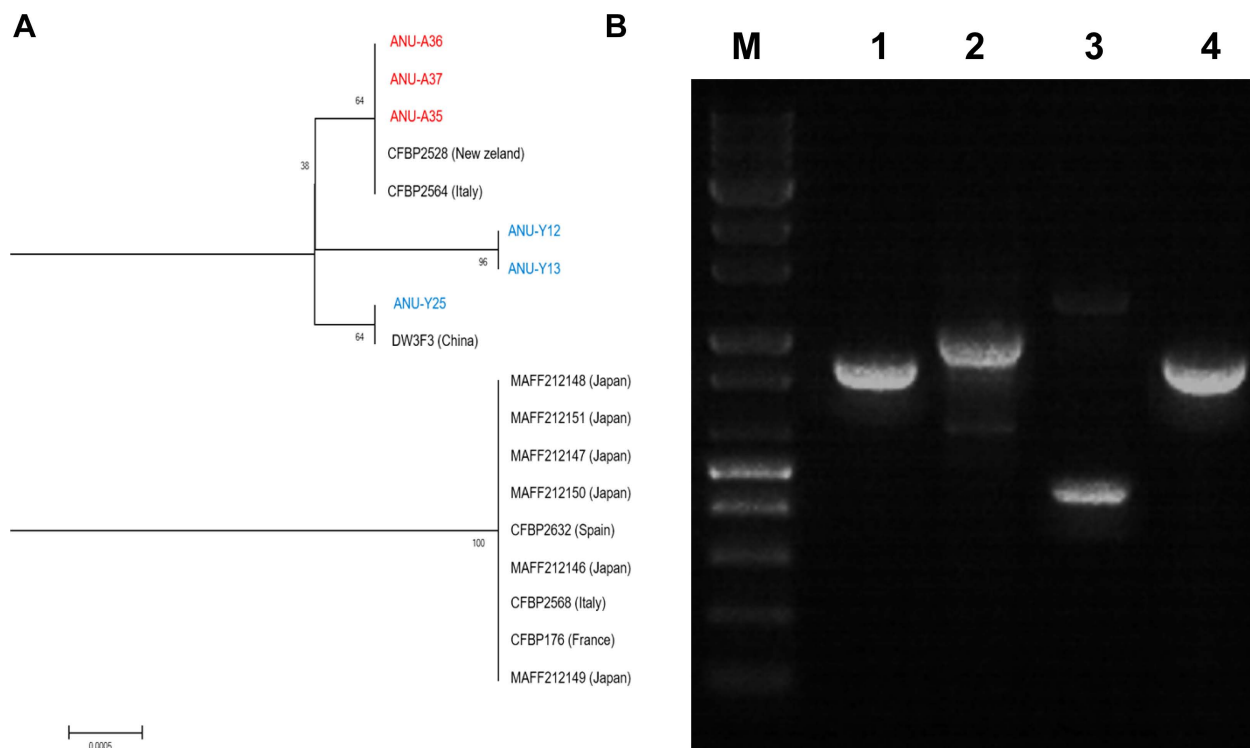 A
ANU-A36
ANU-A37
64
ANU-A35
CFBP2528 (New zeland)
38
CFBP2564 (Italy)
ANU-Y12
96
ANU-Y13
ANU-Y25
64
DW3F3 (China)
MAFF212148 (Japan)
MAFF212151 (Japan)
MAFF212147 (Japan)
MAFF212150 (Japan)
CFBP2632 (Spain)
100
MAFF212146 (Japan)
CFBP2568 (Italy)
CFBP176 (France)
MAFF212149 (Japan)
0.0005
B
M 1 2 3 4